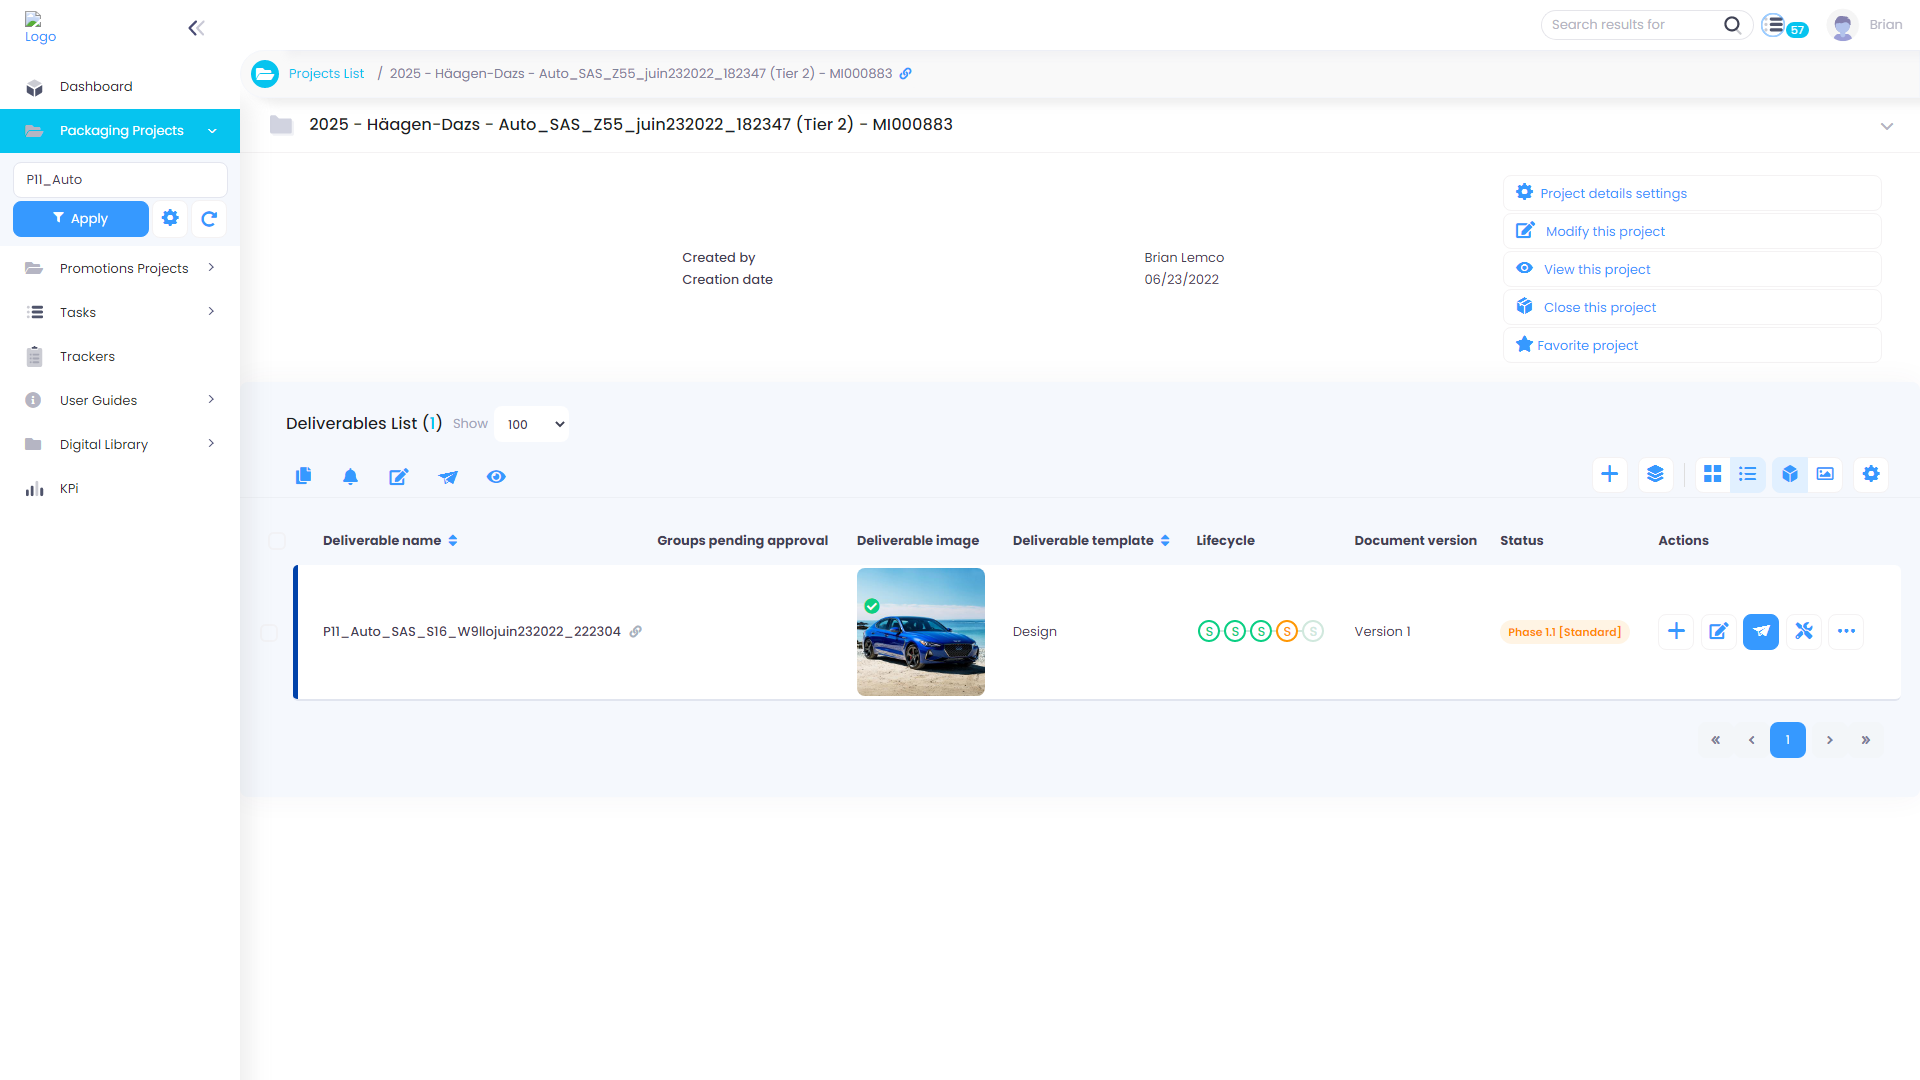 Logo
Search results for
57
Brian
Dashboard
Packaging Projects
P11_Auto
Apply
Promotions Projects
Tasks
Trackers
User Guides
Digital Library
KPi
Projects List / 2025 - Häagen-Dazs - Auto_SAS_Z55_juin232022_182347 (Tier 2) - MI000883
2025 - Häagen-Dazs - Auto_SAS_Z55_juin232022_182347 (Tier 2) - MI000883
Created by Brian Lemco
Creation date 06/23/2022
Project details settings
Modify this project
View this project
Close this project
Favorite project
Deliverables List (1) Show 100
Deliverable name Groups pending approval Deliverable image Deliverable template Lifecycle Document version Status Actions
P11_Auto_SAS_S16_W9llojuin232022_222304 Design S S S S S Version 1 Phase 1.1 [Standard]
« ‹ 1 › »